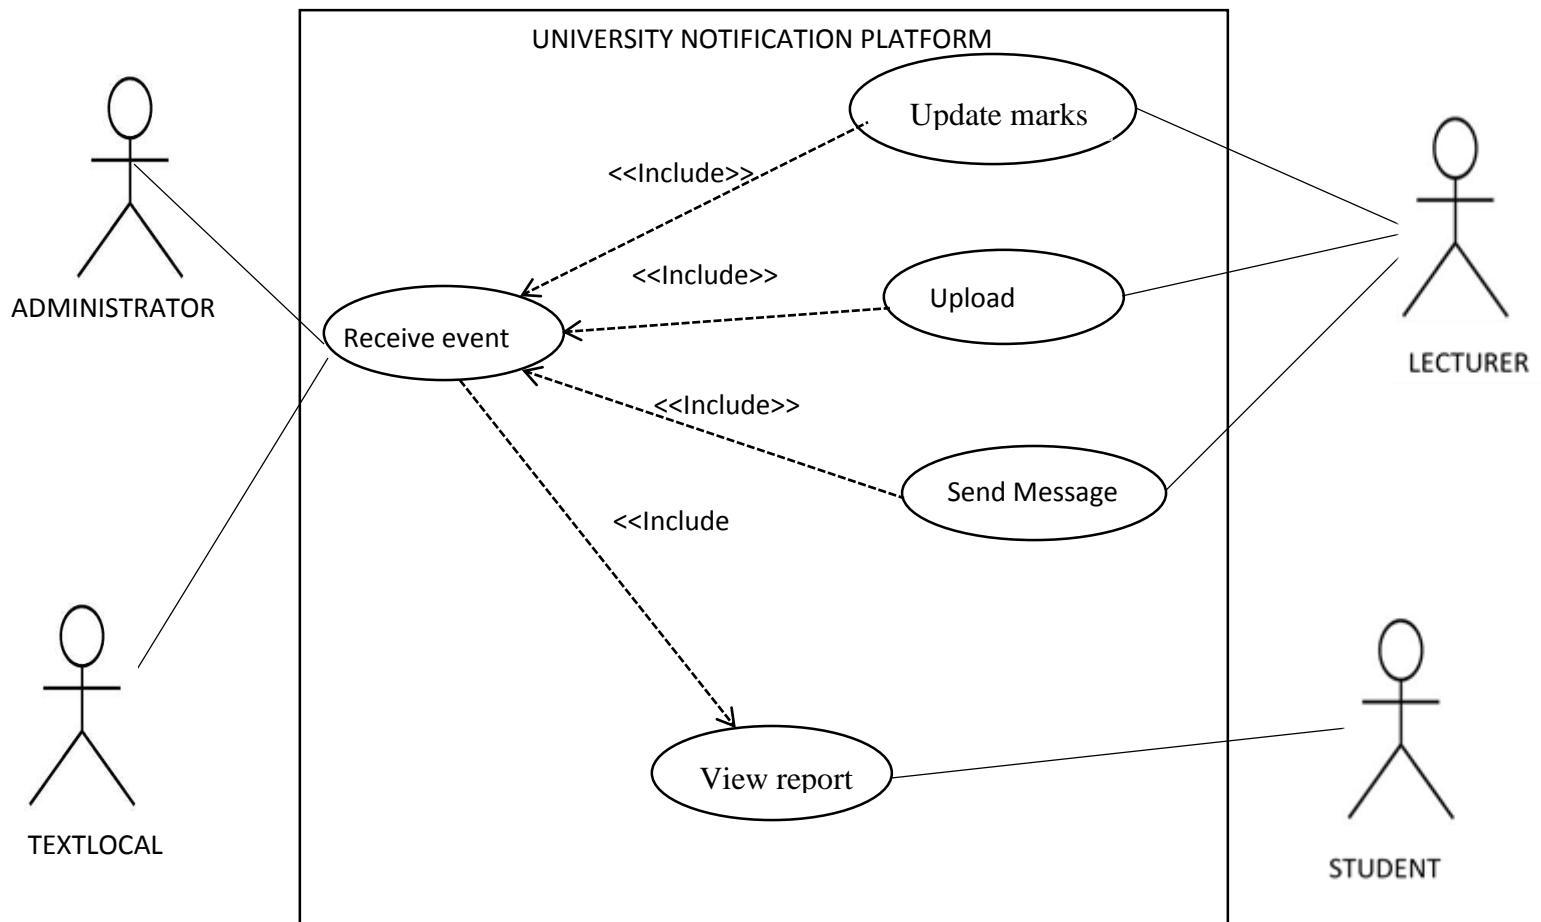 UNIVERSITY NOTIFICATION PLATFORM
Update marks
<<Include>>
<<Include>>
Upload
ADMINISTRATOR
Receive event
LECTURER
<<Include>>
Send Message
<<Include
View report
TEXTLOCAL
STUDENT